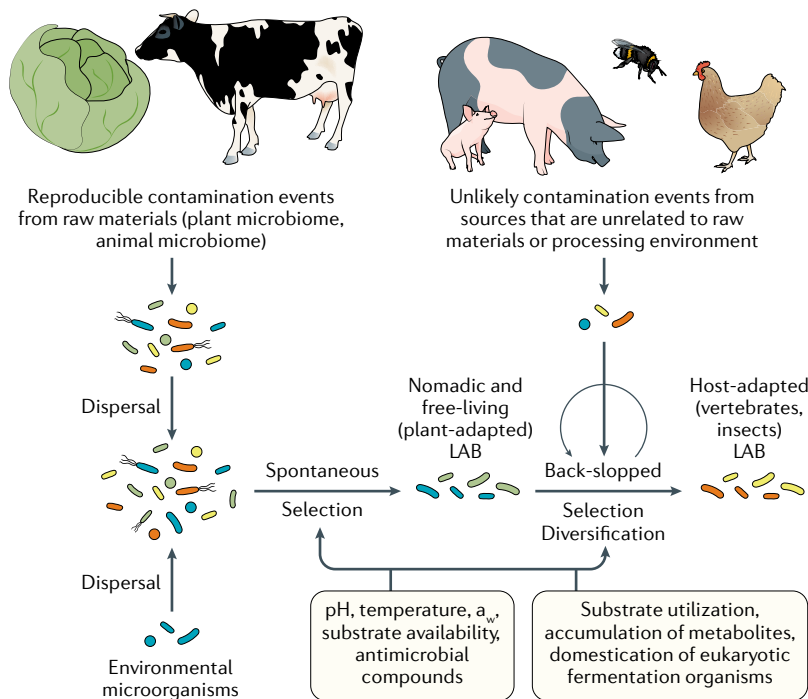 Reproducible contamination events
from raw materials (plant microbiome,
animal microbiome)
Unlikely contamination events from
sources that are unrelated to raw
materials or processing environment
Dispersal
Nomadic and
free-living
(plant-adapted)
LAB
Host-adapted
(vertebrates,
insects)
LAB
Spontaneous
Selection
Back-slopped
Selection
Diversification
Dispersal
Environmental
microorganisms
pH, temperature, a_w,
substrate availability,
antimicrobial
compounds
Substrate utilization,
accumulation of metabolites,
domestication of eukaryotic
fermentation organisms